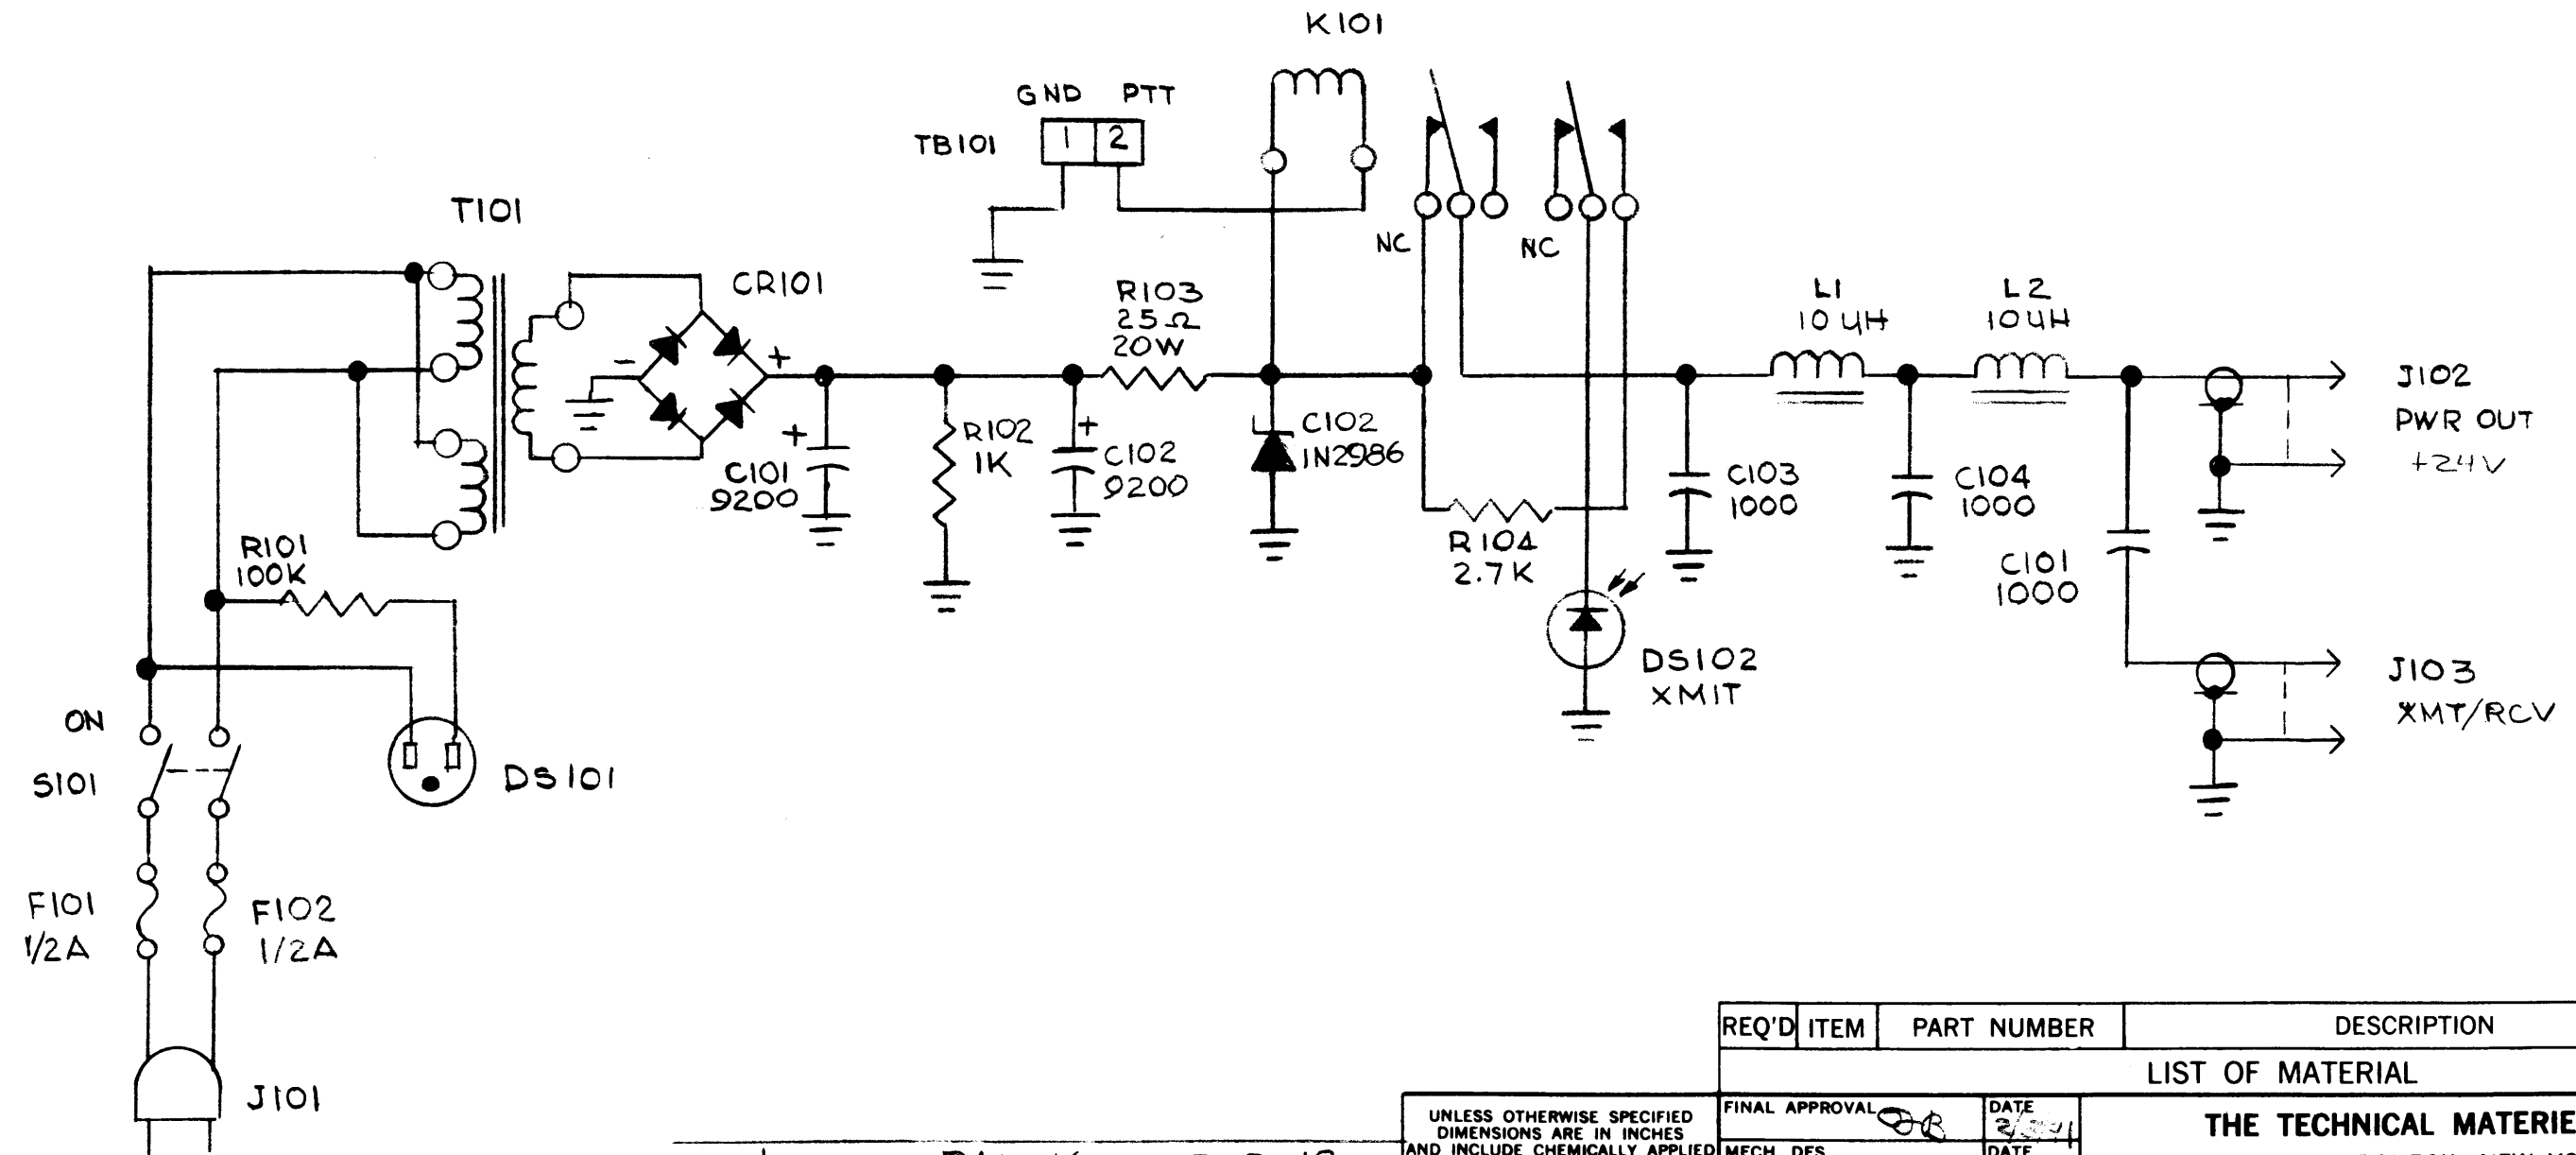 K101
GND PTT
TB101 1 2
T101
NC NC
CR101
R103
25Ω
20W
L1
10 UH
L2
10UH
J102
PWR OUT
+24V
- +
+
C101
9200
R102
1K
+
C102
9200
C102
1N2986
R104
2.7K
C103
1000
C104
1000
C101
1000
R101
100K
DS102
XMIT
J103
XMT/RCV
ON
S101
DS101
F101
1/2A
F102
1/2A
J101
REQ'D ITEM PART NUMBER DESCRIPTION
LIST OF MATERIAL
UNLESS OTHERWISE SPECIFIED
DIMENSIONS ARE IN INCHES
AND INCLUDE CHEMICALLY APPLIED
FINAL APPROVAL
DATE
MECH. DES.
DATE
THE TECHNICAL MATERIE